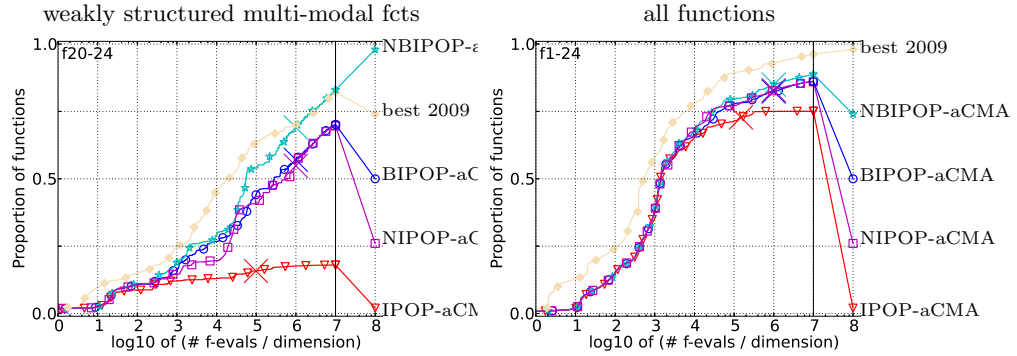 weakly structured multi-modal fcts
1.0
f20-24
NBIPOP-a
best 2009
BIPOP-aC
NIPOP-aC
IPOP-aCM
0.5
0.0
Proportion of functions
0 1 2 3 4 5 6 7 8
log10 of (# f-evals / dimension)
all functions
1.0
f1-24
best 2009
NBIPOP-aCMA
BIPOP-aCMA
NIPOP-aCMA
IPOP-aCMA
0.5
0.0
Proportion of functions
0 1 2 3 4 5 6 7 8
log10 of (# f-evals / dimension)